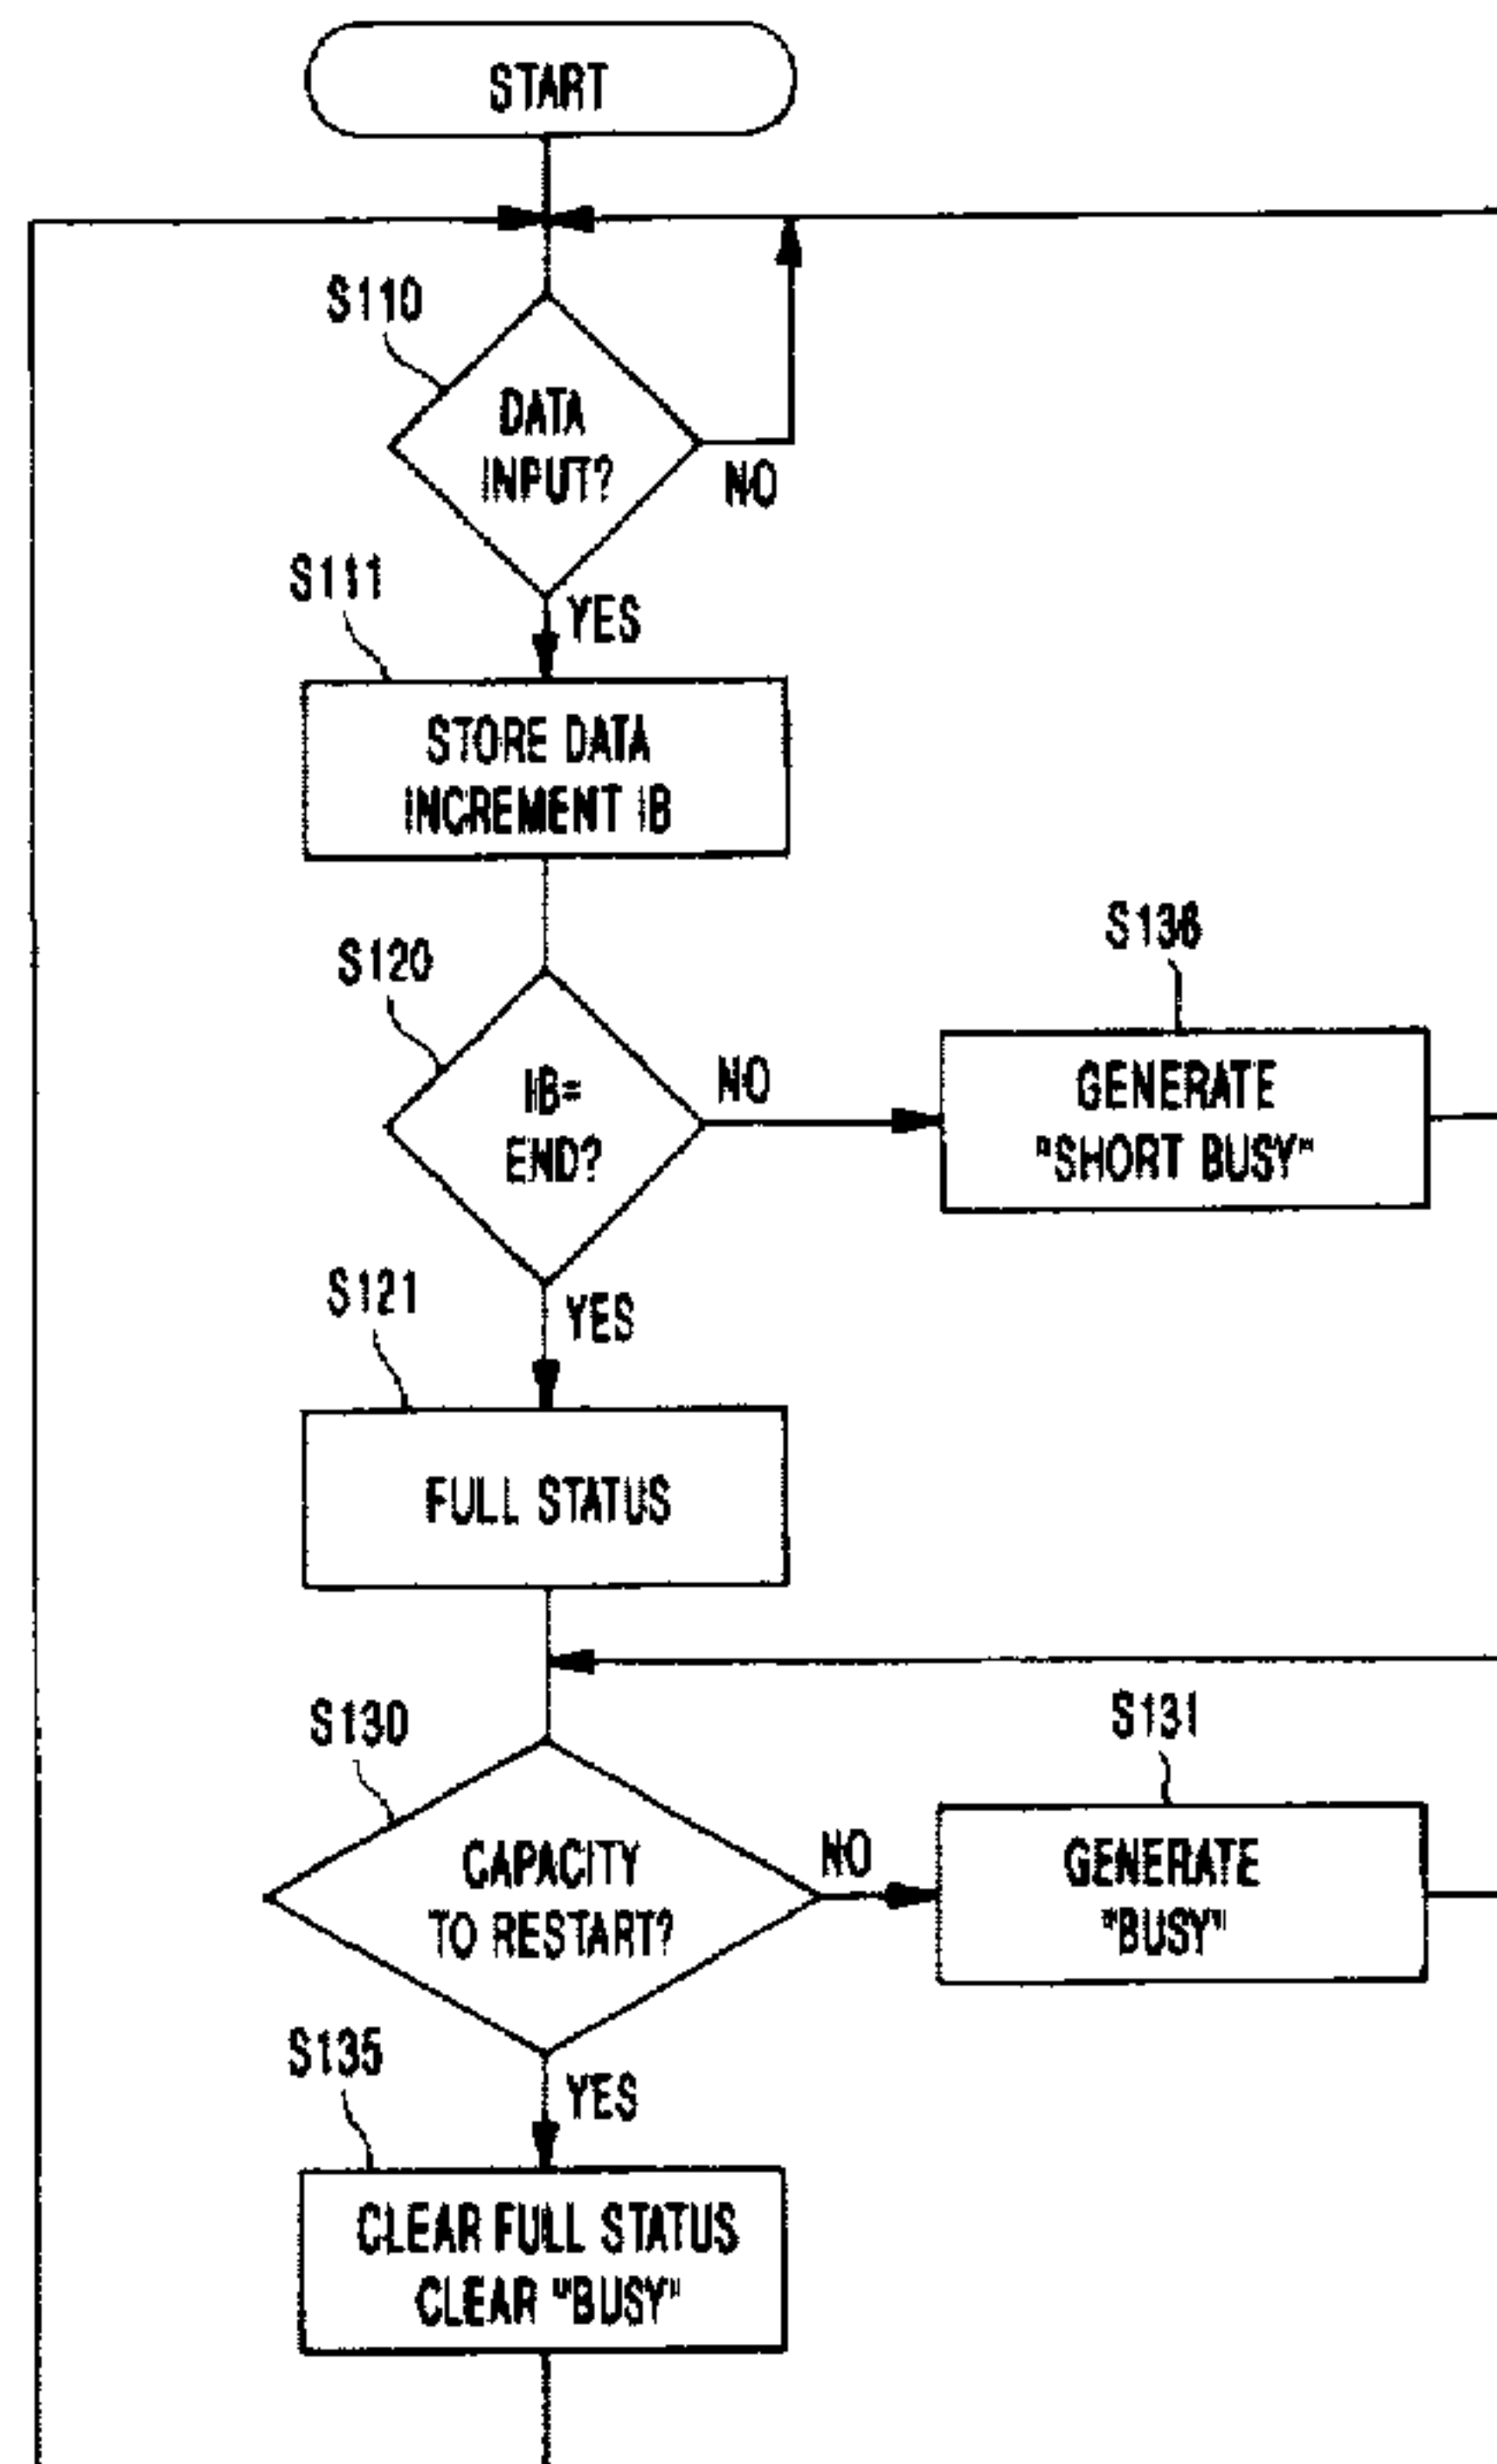 START
S110
DATA
INPUT?
NO
S111
YES
STORE DATA
INCREMENT IB
S120
IB=
END?
NO
S136
GENERATE
"SHORT BUSY"
S121
YES
FULL STATUS
S130
CAPACITY
TO RESTART?
NO
S131
GENERATE
"BUSY"
S135
YES
CLEAR FULL STATUS
CLEAR "BUSY"